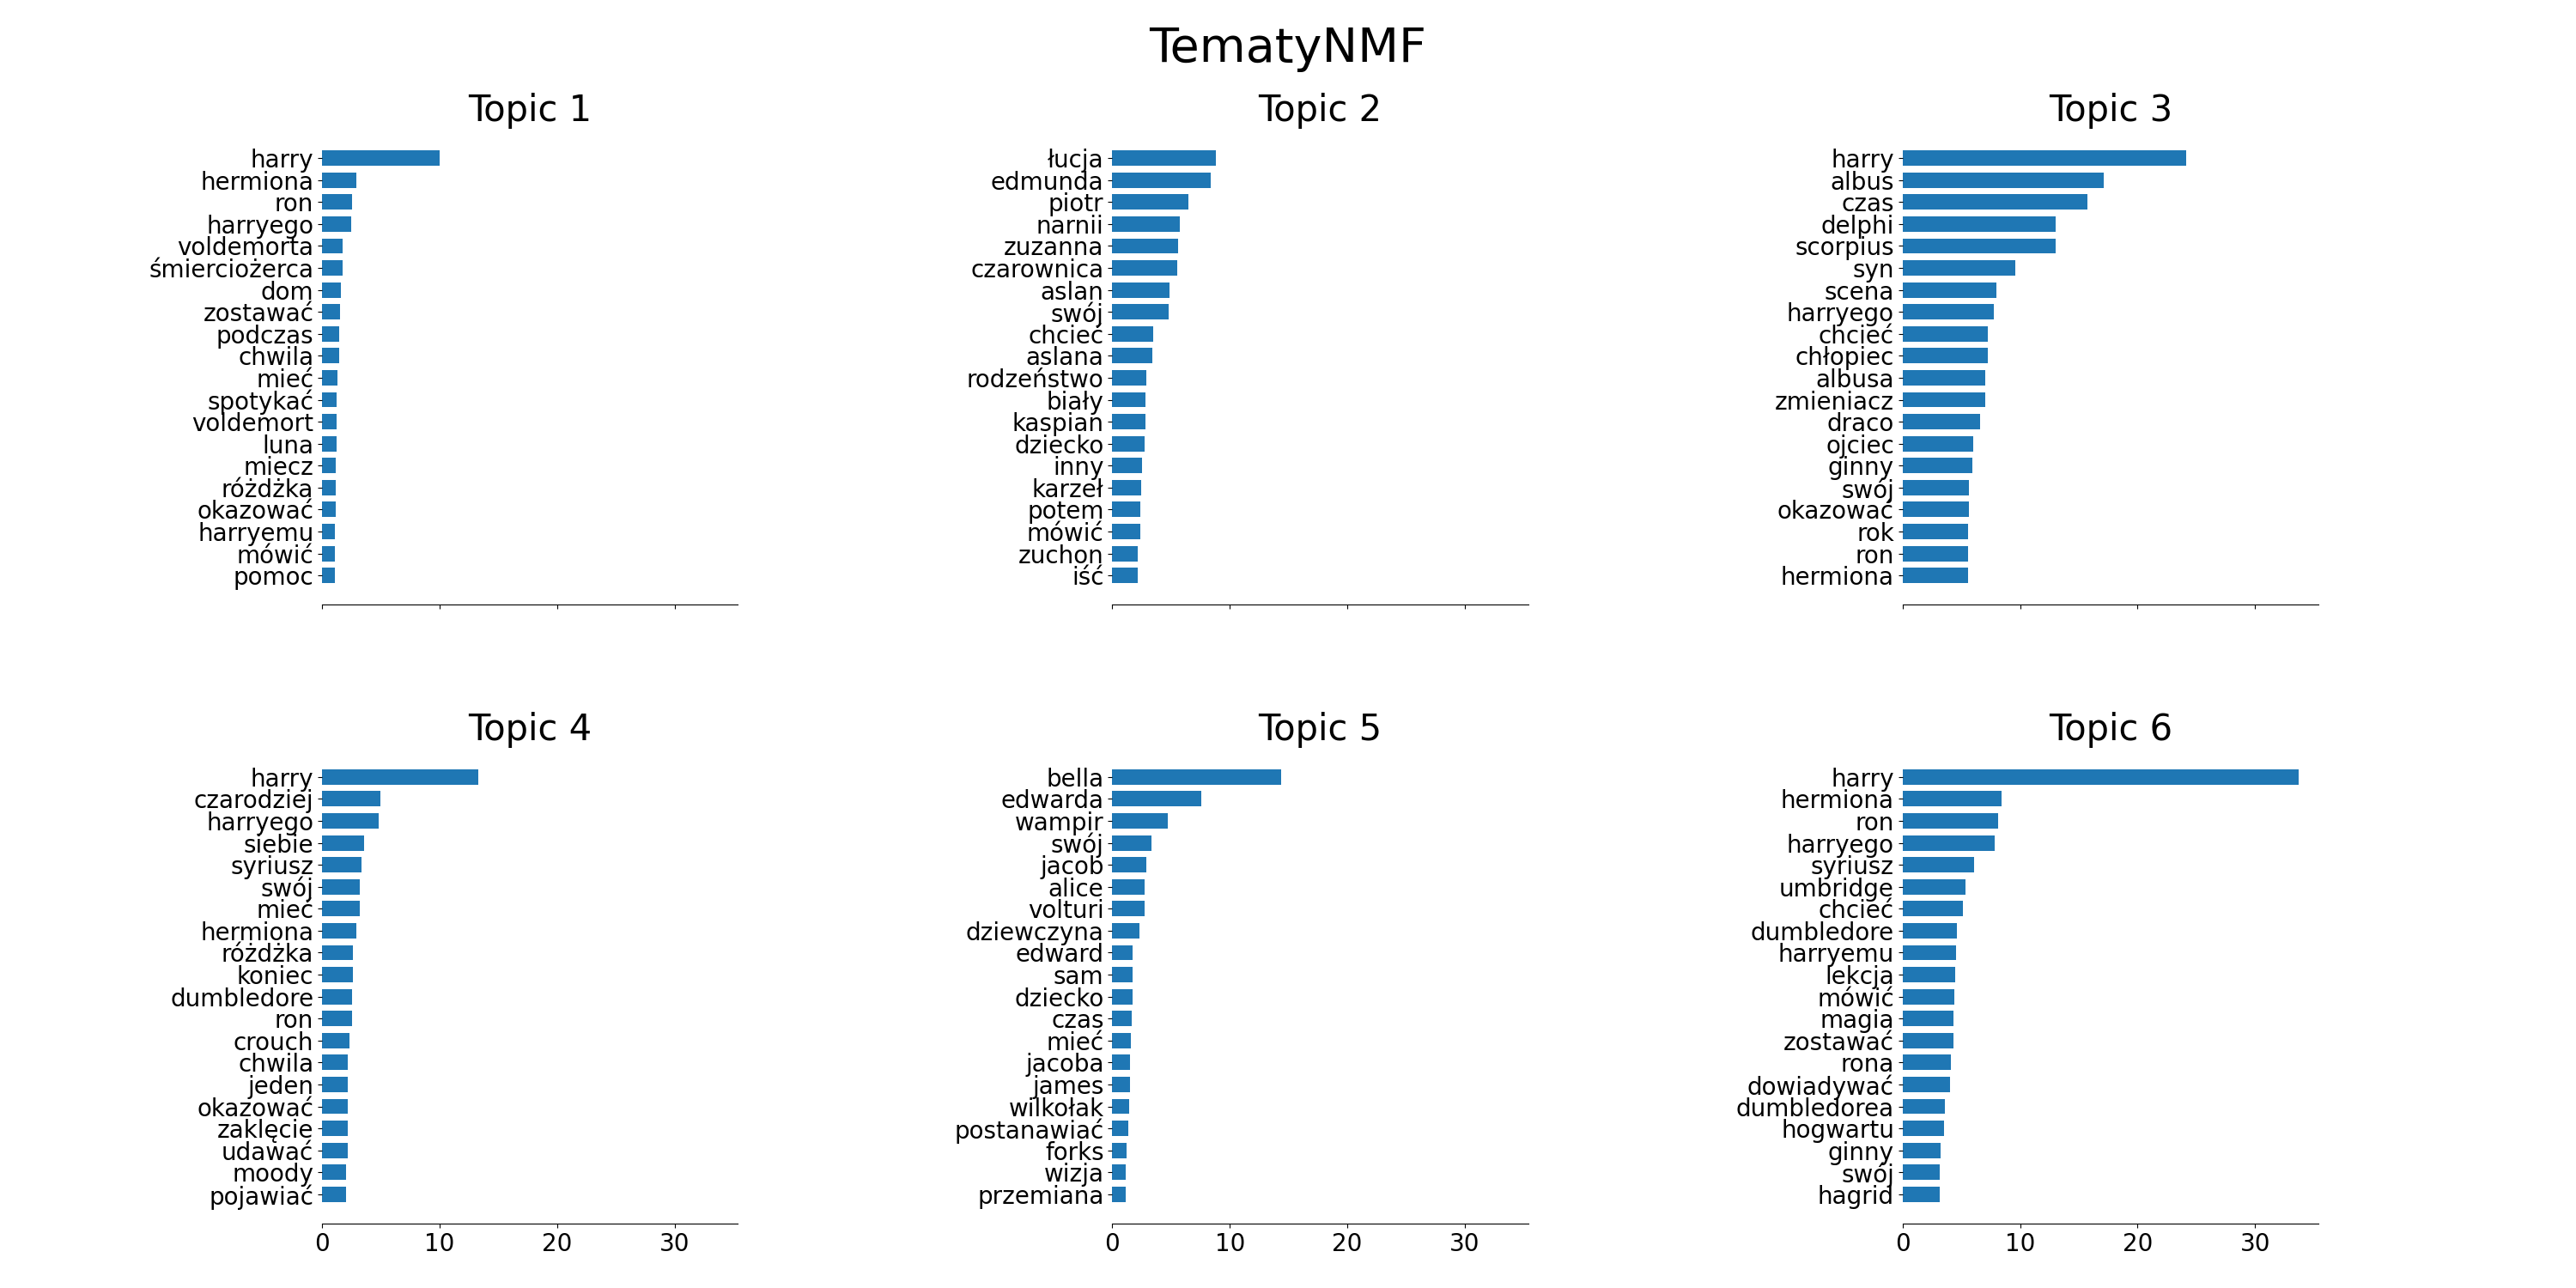 TematyNMF
Topic 1
harry
hermiona
ron
harryego
voldemorta
śmierciożerca
dom
zostawać
podczas
chwila
mieć
spotykać
voldemort
luna
miecz
różdżka
okazować
harryemu
mówić
pomoc
Topic 2
łucja
edmunda
piotr
narnii
zuzanna
czarownica
aslan
swój
chcieć
aslana
rodzeństwo
biały
kaspian
dziecko
inny
karzeł
potem
mówić
zuchon
iść
Topic 3
harry
albus
czas
delphi
scorpius
syn
scena
harryego
chcieć
chłopiec
albusa
zmieniacz
draco
ojciec
ginny
swój
okazować
rok
ron
hermiona
Topic 4
harry
czarodziej
harryego
siebie
syriusz
swój
mieć
hermiona
różdżka
koniec
dumbledore
ron
crouch
chwila
jeden
okazować
zaklęcie
udawać
moody
pojawiać
0 10 20 30
Topic 5
bella
edwarda
wampir
swój
jacob
alice
volturi
dziewczyna
edward
sam
dziecko
czas
mieć
jacoba
james
wilkołak
postanawiać
forks
wizja
przemiana
0 10 20 30
Topic 6
harry
hermiona
ron
harryego
syriusz
umbridge
chcieć
dumbledore
harryemu
lekcja
mówić
magia
zostawać
rona
dowiadywać
dumbledorea
hogwartu
ginny
swój
hagrid
0 10 20 30